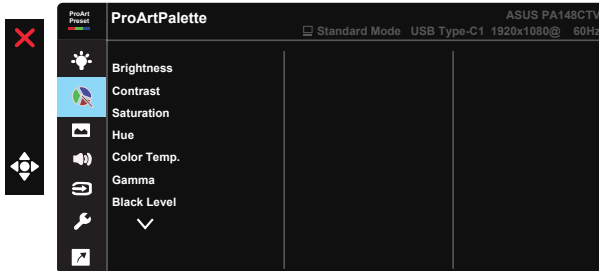 ProArt
Preset
ProArtPalette
ASUS PA148CTV
Standard Mode USB Type-C1 1920x1080@ 60Hz
Brightness
Contrast
Saturation
Hue
Color Temp.
Gamma
Black Level